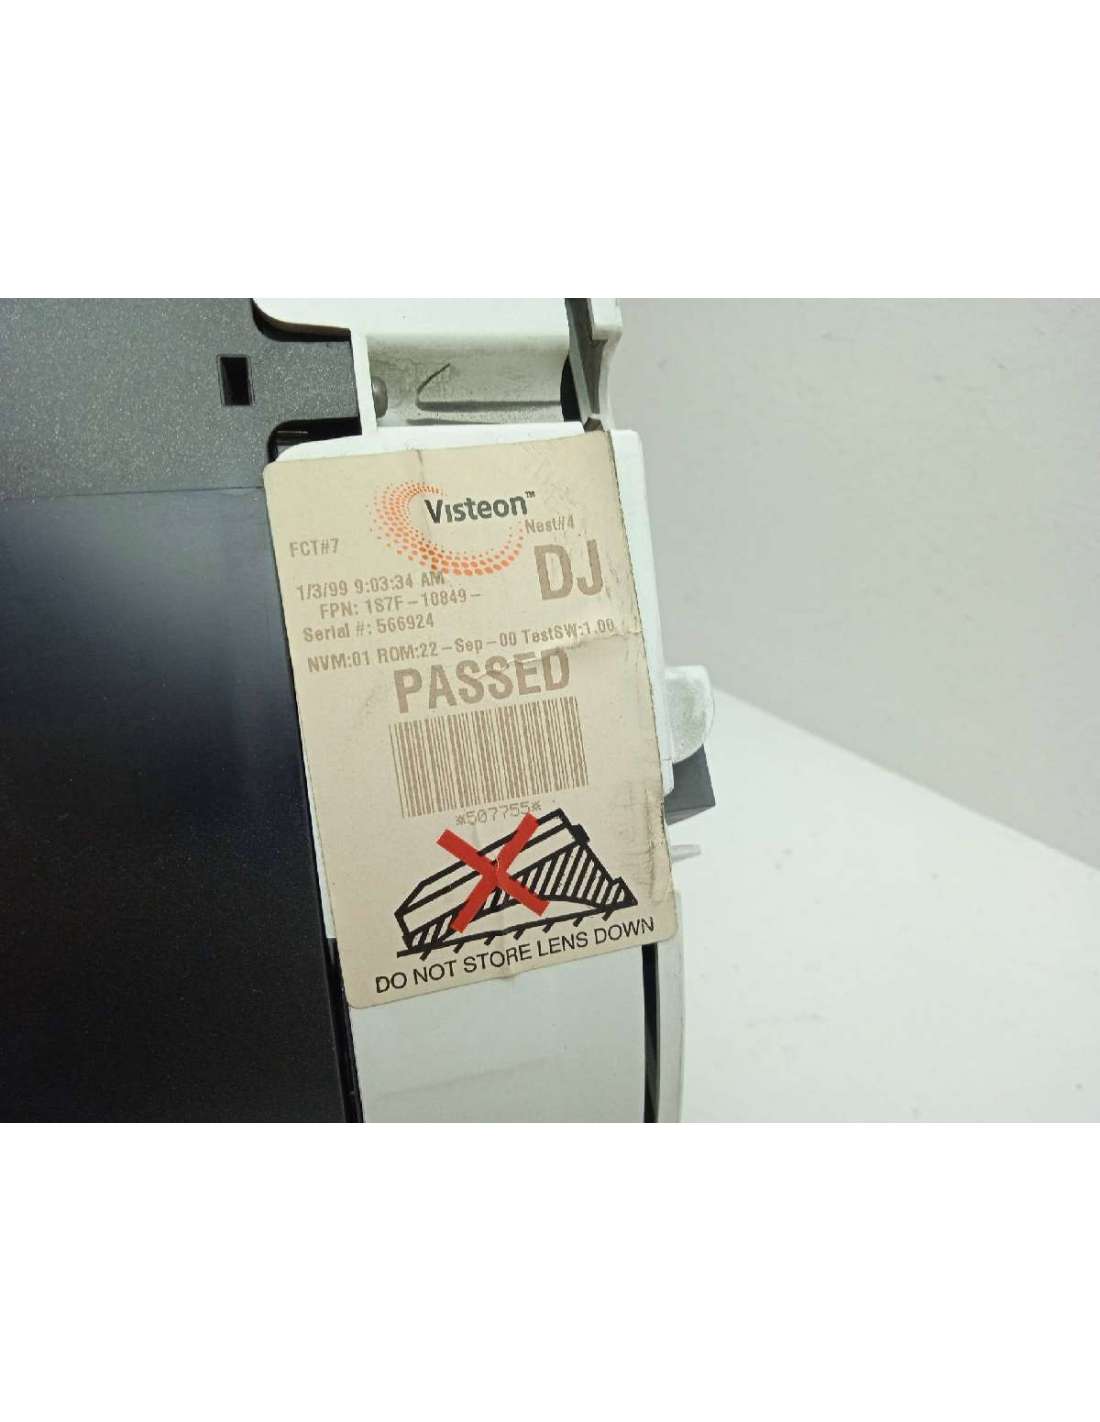 Visteon™
Nest#4
FCT#7
DJ
1/3/99 9:03:34 AM
FPN: 1S7F-10849-
Serial #: 566924
NVM:01 ROM:22-Sep-00 TestSW:1.00
PASSED
*507755*
DO NOT STORE LENS DOWN